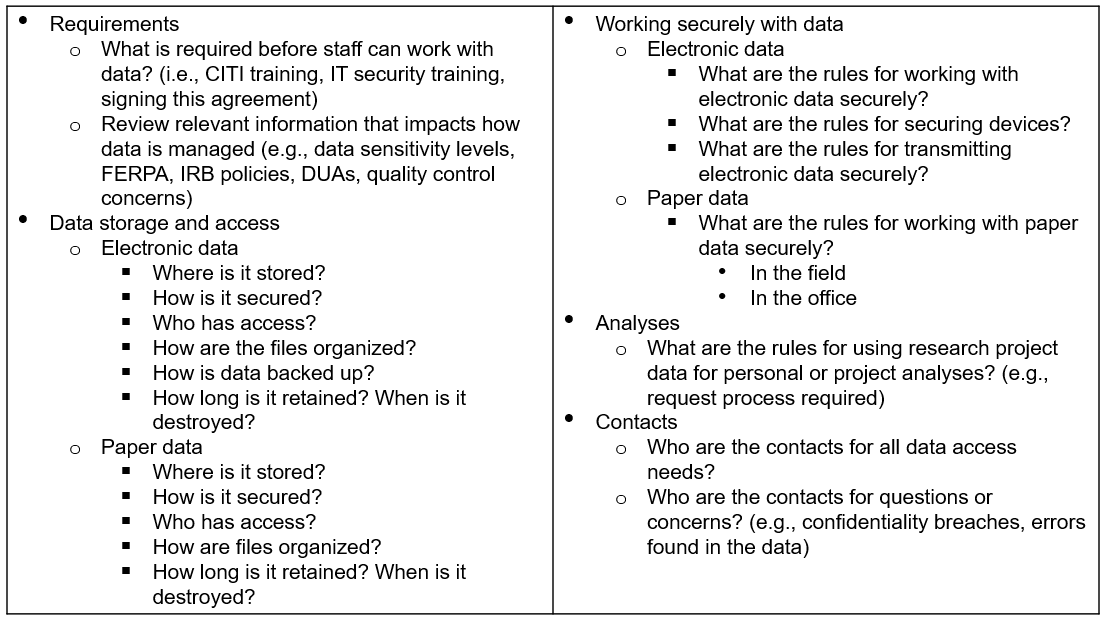 • Requirements
o What is required before staff can work with
data? (i.e., CITI training, IT security training,
signing this agreement)
o Review relevant information that impacts how
data is managed (e.g., data sensitivity levels,
FERPA, IRB policies, DUAs, quality control
concerns)
• Data storage and access
o Electronic data
▪ Where is it stored?
▪ How is it secured?
▪ Who has access?
▪ How are the files organized?
▪ How is data backed up?
▪ How long is it retained? When is it
destroyed?
o Paper data
▪ Where is it stored?
▪ How is it secured?
▪ Who has access?
▪ How are files organized?
▪ How long is it retained? When is it
destroyed?
• Working securely with data
o Electronic data
▪ What are the rules for working with
electronic data securely?
▪ What are the rules for securing devices?
▪ What are the rules for transmitting
electronic data securely?
o Paper data
▪ What are the rules for working with paper
data securely?
• In the field
• In the office
• Analyses
o What are the rules for using research project
data for personal or project analyses? (e.g.,
request process required)
• Contacts
o Who are the contacts for all data access
needs?
o Who are the contacts for questions or
concerns? (e.g., confidentiality breaches, errors
found in the data)